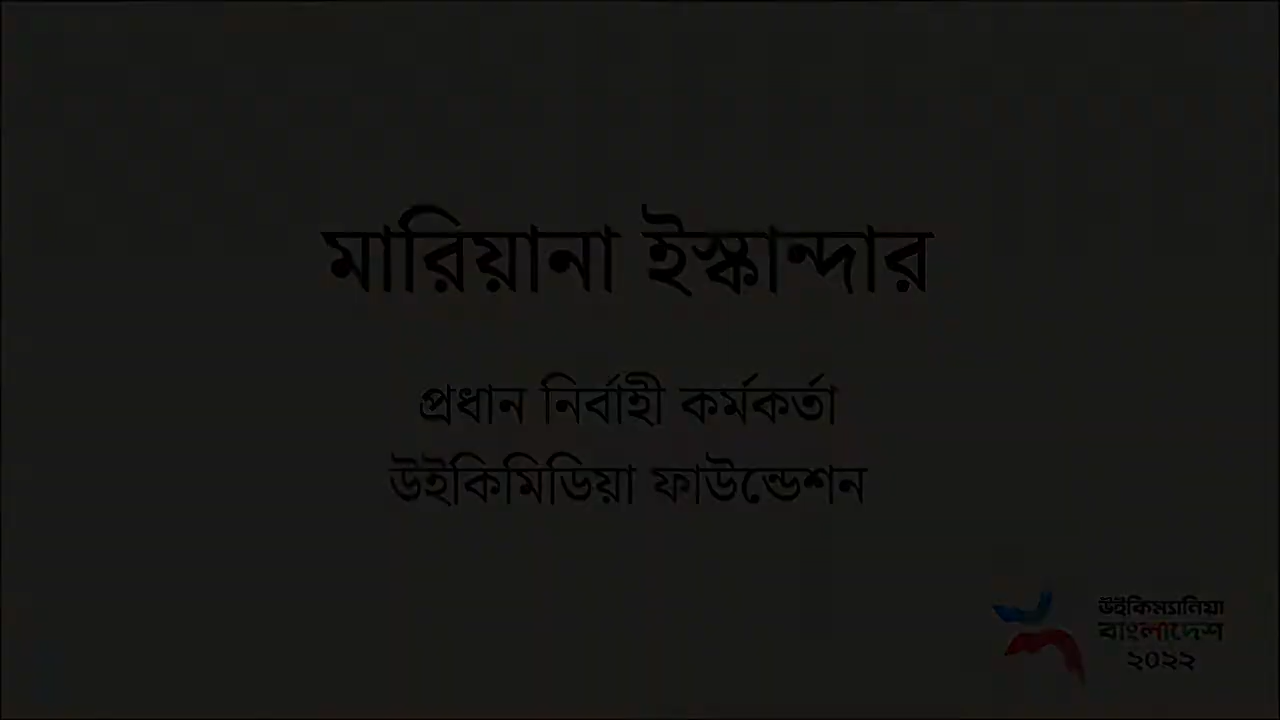 মারিয়ানা ইস্কান্দার
প্রধান নির্বাহী কর্মকর্তা
উইকিমিডিয়া ফাউন্ডেশন
উইকিম্যানিয়া
বাংলাদেশ
২০২২